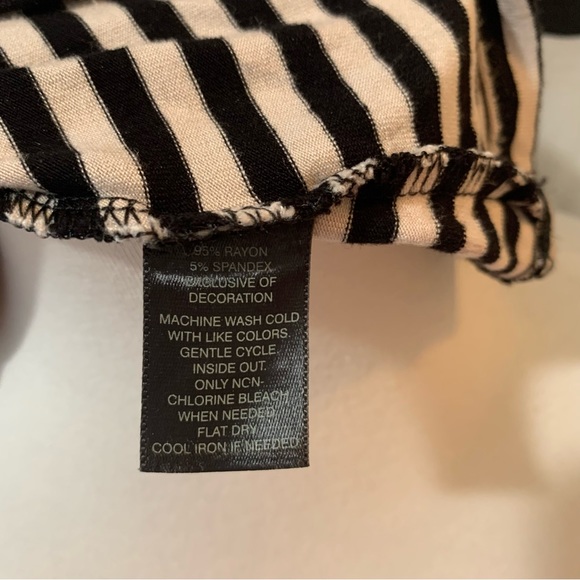 95% RAYON
5% SPANDEX
EXCLUSIVE OF
DECORATION
MACHINE WASH COLD
WITH LIKE COLORS.
GENTLE CYCLE.
INSIDE OUT.
ONLY NON-
CHLORINE BLEACH
WHEN NEEDED.
FLAT DRY.
COOL IRON IF NEEDED